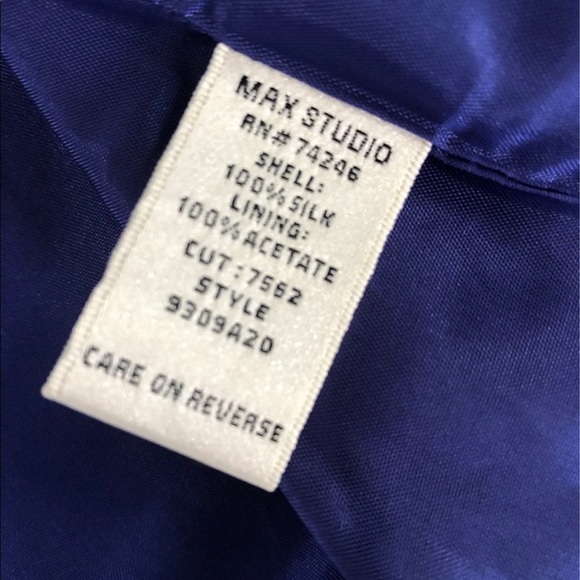 MAX STUDIO
RN# 74246
SHELL:
100% SILK
LINING:
100% ACETATE
CUT: 7562
STYLE
9309A20
CARE ON REVERSE